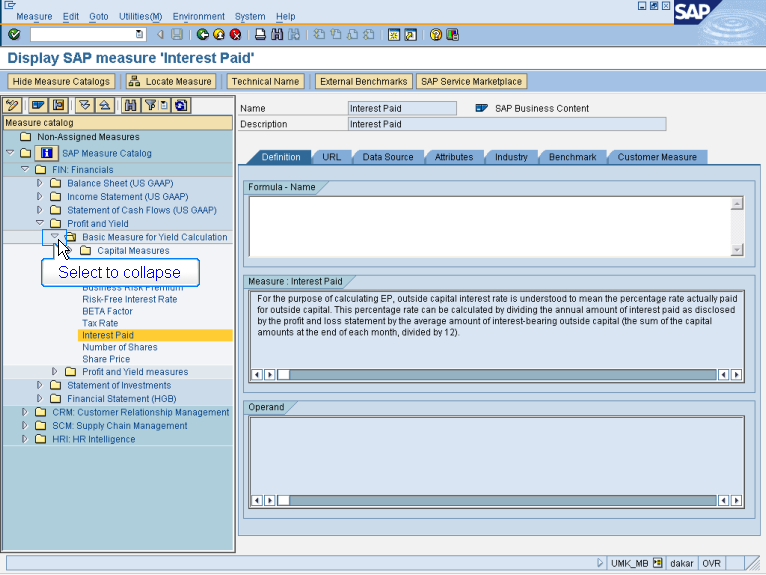 Measure Edit Goto Utilities(M) Environment System Help
SAP
Display SAP measure 'Interest Paid'
Hide Measure Catalogs Locate Measure Technical Name External Benchmarks SAP Service Marketplace
Measure catalog
Non-Assigned Measures
SAP Measure Catalog
FIN: Financials
Balance Sheet (US GAAP)
Income Statement (US GAAP)
Statement of Cash Flows (US GAAP)
Profit and Yield
Basic Measure for Yield Calculation
Capital Measures
Select to collapse
Business Risk Premium
Risk-Free Interest Rate
BETA Factor
Tax Rate
Interest Paid
Number of Shares
Share Price
Profit and Yield measures
Statement of Investments
Financial Statement (HGB)
CRM: Customer Relationship Management
SCM: Supply Chain Management
HRI: HR Intelligence
Name Interest Paid SAP Business Content
Description Interest Paid
Definition URL Data Source Attributes Industry Benchmark Customer Measure
Formula - Name
Measure : Interest Paid
For the purpose of calculating EP, outside capital interest rate is understood to mean the percentage rate actually paid
for outside capital. This percentage rate can be calculated by dividing the annual amount of interest paid as disclosed
by the profit and loss statement by the average amount of interest-bearing outside capital (the sum of the capital
amounts at the end of each month, divided by 12).
Operand
UMK_MB dakar OVR